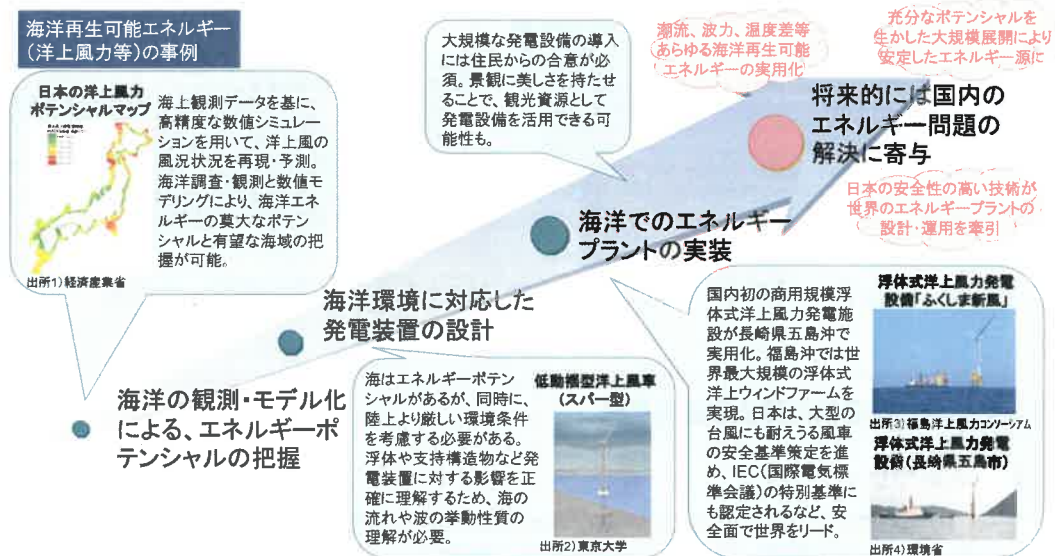 海洋再生可能エネルギー
(洋上風力等)の事例
日本の洋上風力
ポテンシャルマップ
海上観測データを基に、
高精度な数値シミュレー
ションを用いて、洋上風の
風況状況を再現・予測。
海洋調査・観測と数値モ
デリングにより、海洋エネ
ルギーの莫大なポテン
シャルと有望な海域の把
握が可能。
出所1)経済産業省
大規模な発電設備の導入
には住民からの合意が必
須。景観に美しさを持たせ
ることで、観光資源として
発電設備を活用できる可
能性も。
潮流、波力、温度差等
あらゆる海洋再生可能
エネルギーの実用化
充分なポテンシャルを
生かした大規模展開により
安定したエネルギー源に
将来的には国内の
エネルギー問題の
解決に寄与
日本の安全性の高い技術が
世界のエネルギープラントの
設計・運用を牽引
海洋でのエネルギー
プラントの実装
海洋環境に対応した
発電装置の設計
海洋の観測・モデル化
による、エネルギーポ
テンシャルの把握
海はエネルギーポテン
シャルがあるが、同時に、
陸上より厳しい環境条件
を考慮する必要がある。
浮体や支持構造物など発
電装置に対する影響を正
確に理解するため、海の
流れや波の挙動性質の
理解が必要。
低動揺型洋上風車
(スパー型)
出所2)東京大学
国内初の商用規模浮
体式洋上風力発電施
設が長崎県五島沖で
実用化。福島沖では世
界最大規模の浮体式
洋上ウィンドファームを
実現。日本は、大型の
台風にも耐えうる風車
の安全基準策定を進
め、IEC(国際電気標
準会議)の特別基準に
も認定されるなど、安
全面で世界をリード。
浮体式洋上風力発電
設備「ふくしま新風」
出所3)福島洋上風力コンソーシアム
浮体式洋上風力発電
設備(長崎県五島市)
出所4)環境省